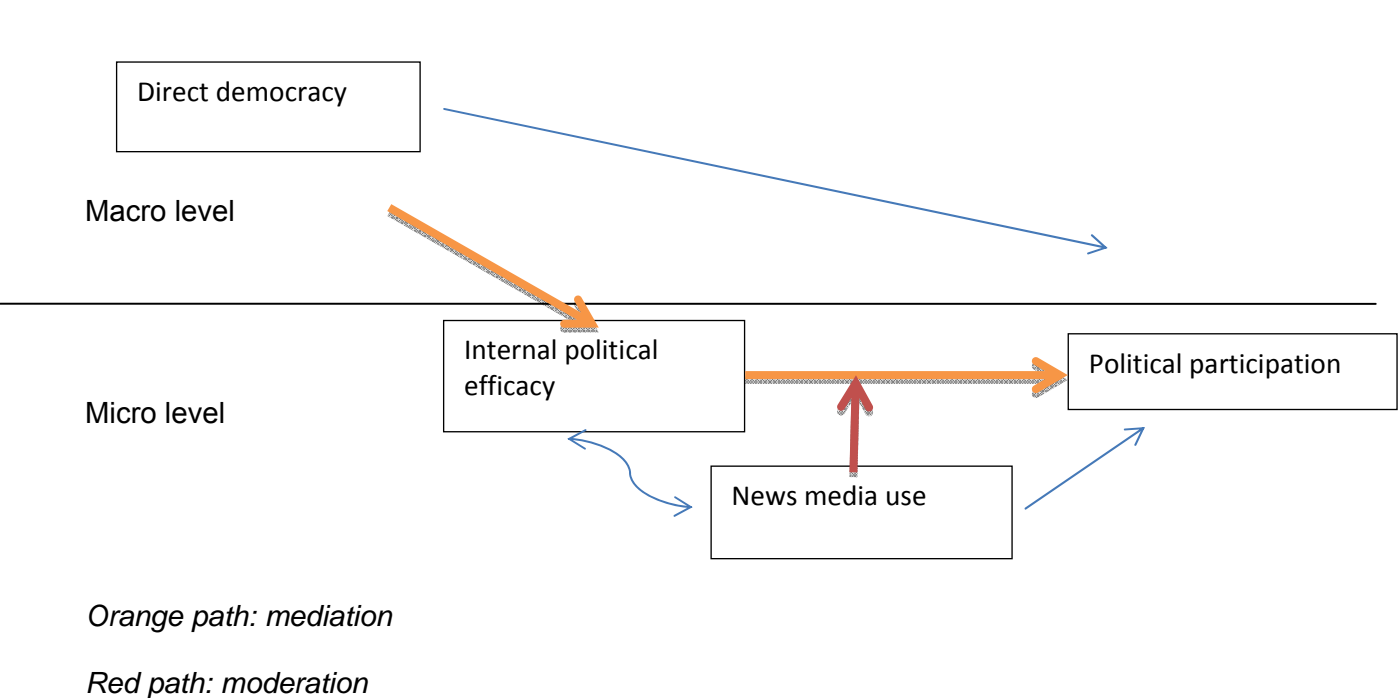 Direct democracy
Macro level
Internal political
efficacy
Political participation
Micro level
News media use
Orange path: mediation
Red path: moderation